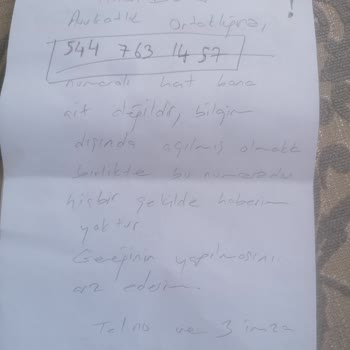 Avukatlık Ortaklığına,
544 763 14 57
numaralı hat bana
ait değildir, bilgim
dışında açılmış olmakla
birlikte bu numaradan
hiçbir şekilde haberim
yoktur
Gereğinin yapılmasını
arz ederim.
Tel no ve 3 imza
!